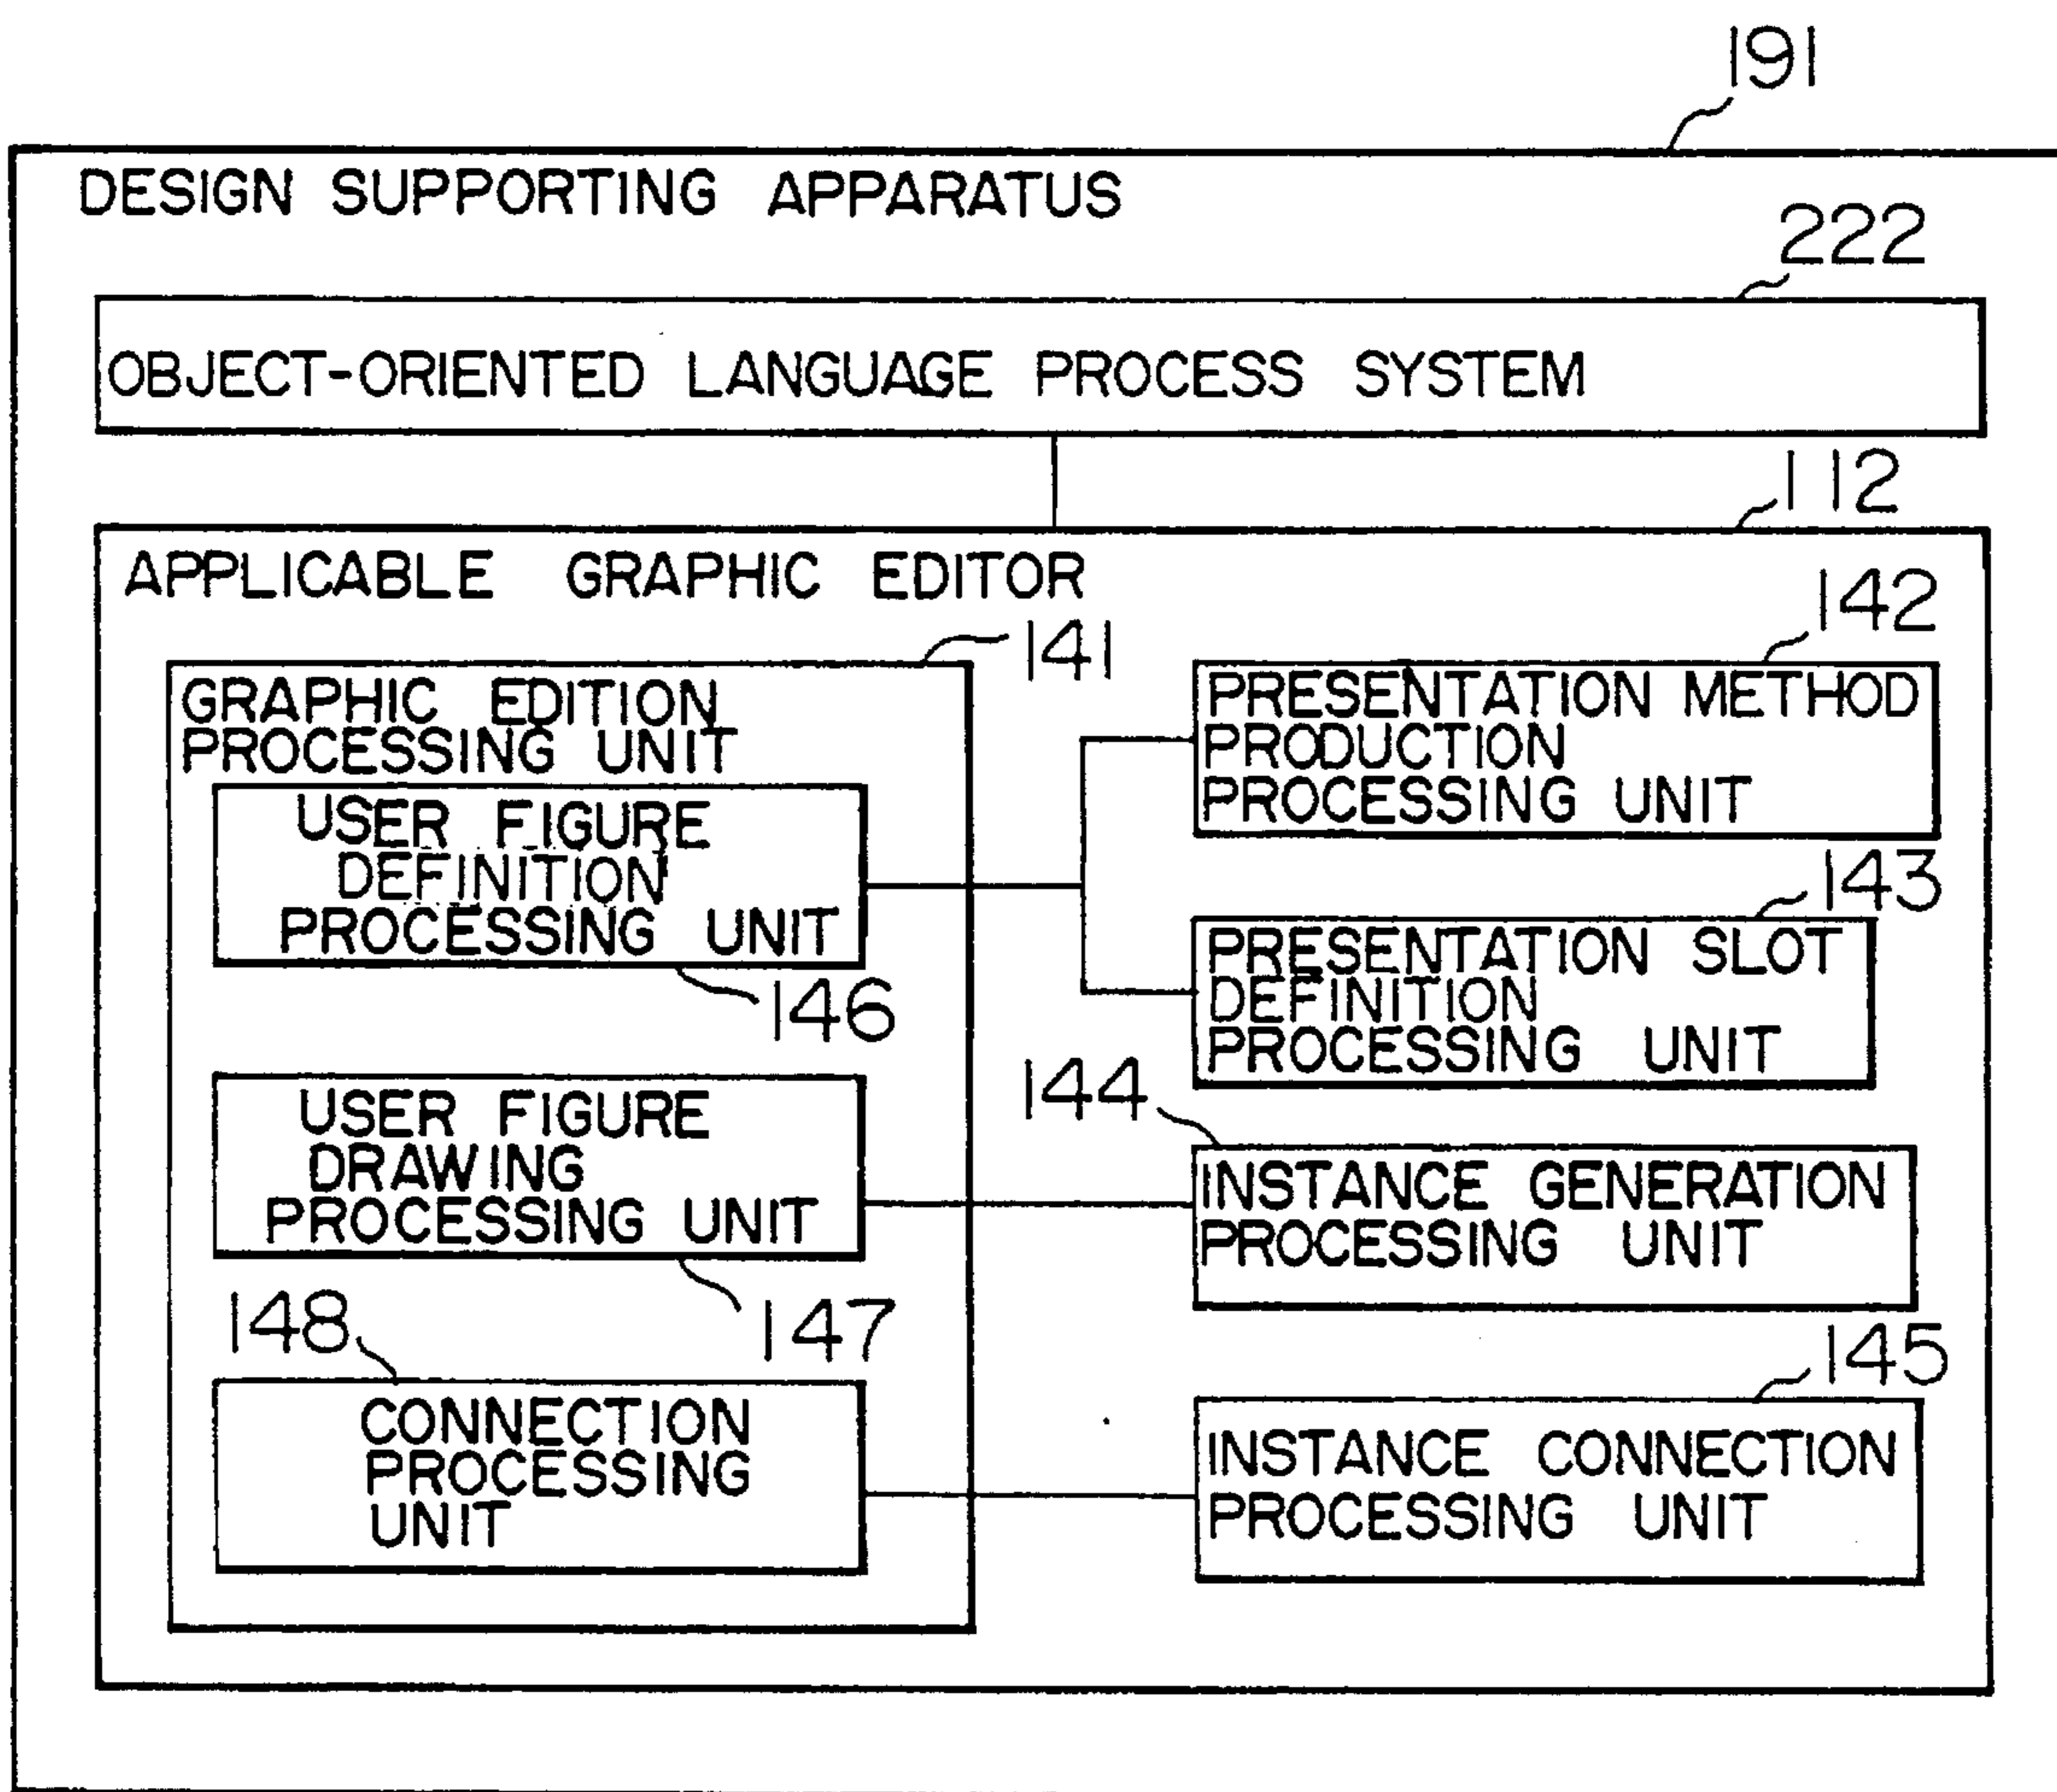 191
DESIGN SUPPORTING APPARATUS
222
OBJECT-ORIENTED LANGUAGE PROCESS SYSTEM
112
APPLICABLE GRAPHIC EDITOR
141
GRAPHIC EDITION
PROCESSING UNIT
USER FIGURE
DEFINITION
PROCESSING UNIT
146
USER FIGURE
DRAWING
PROCESSING UNIT
147
148
CONNECTION
PROCESSING
UNIT
142
PRESENTATION METHOD
PRODUCTION
PROCESSING UNIT
143
PRESENTATION SLOT
DEFINITION
PROCESSING UNIT
144
INSTANCE GENERATION
PROCESSING UNIT
145
INSTANCE CONNECTION
PROCESSING UNIT